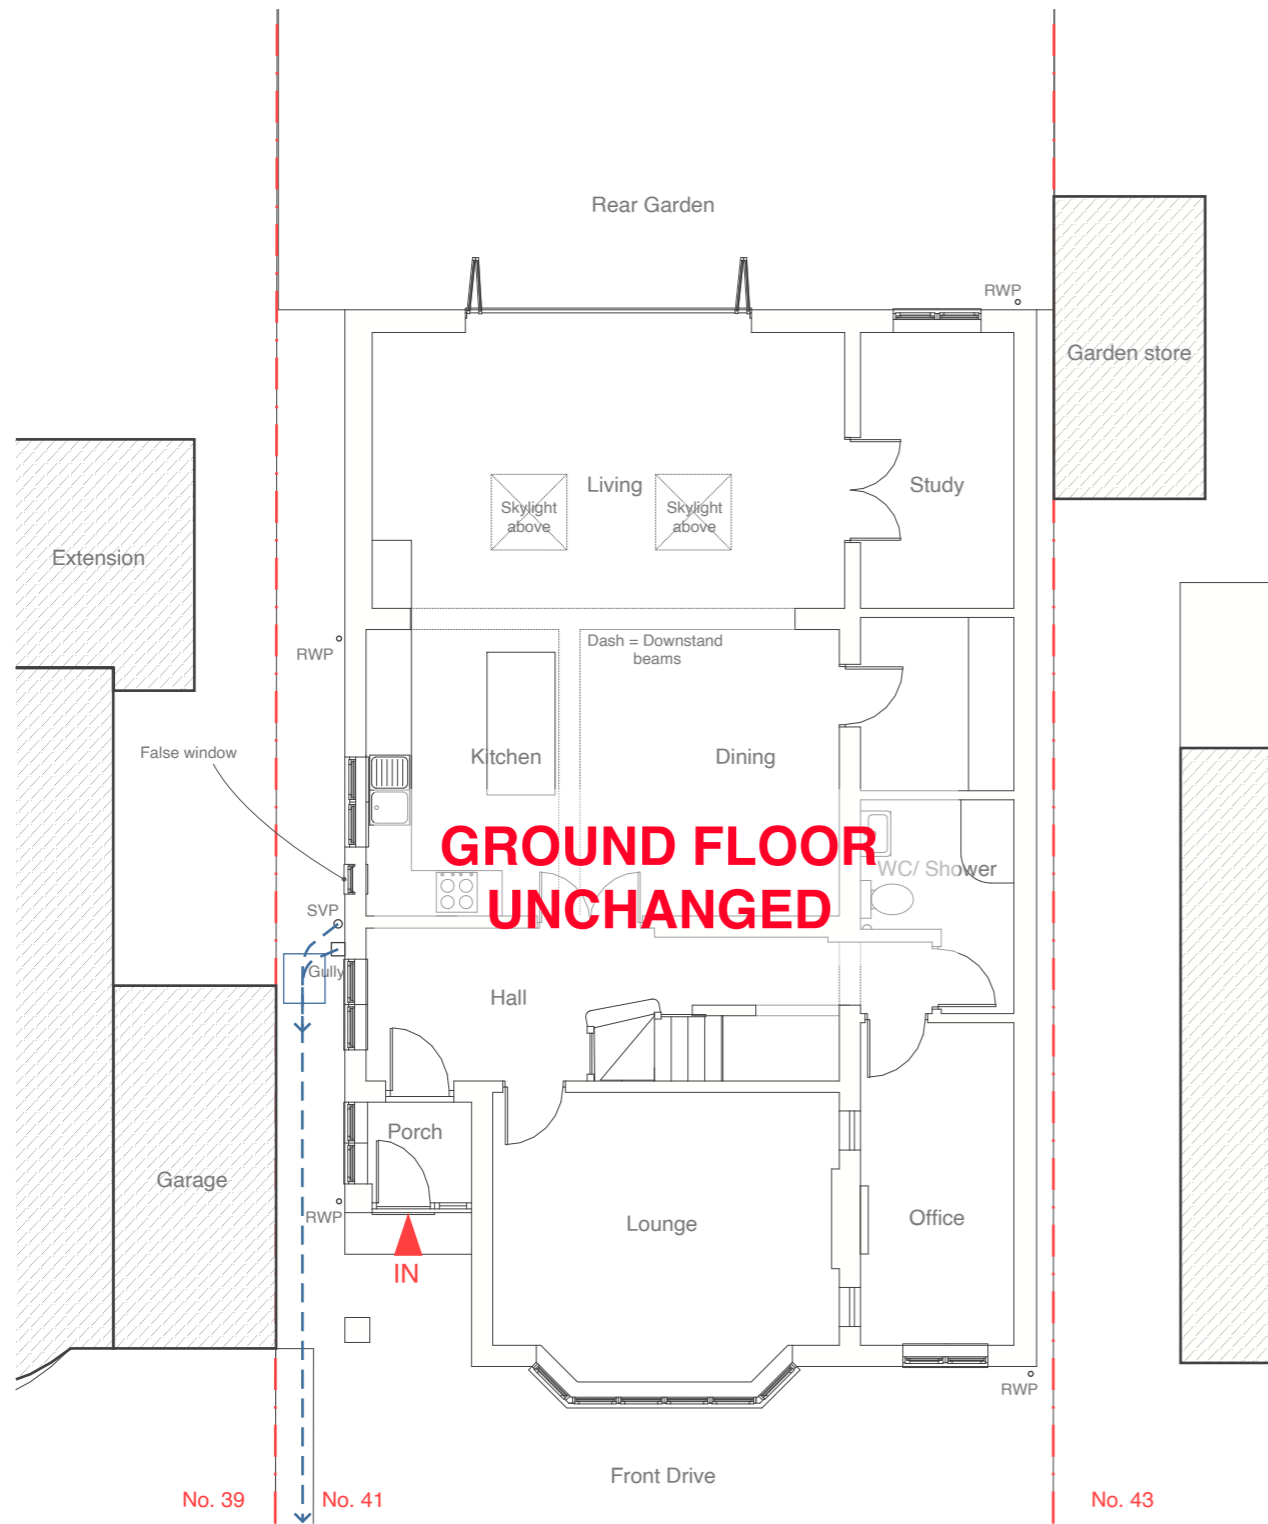 Rear Garden
RWP
Garden store
Living
Study
Skylight
above
Skylight
above
Extension
Dash = Downstand
beams
RWP
False window
Kitchen
Dining
GROUND FLOOR
UNCHANGED
WC/ Shower
SVP
Gully
Hall
Porch
Garage
RWP
Lounge
Office
IN
RWP
Front Drive
No. 39
No. 41
No. 43